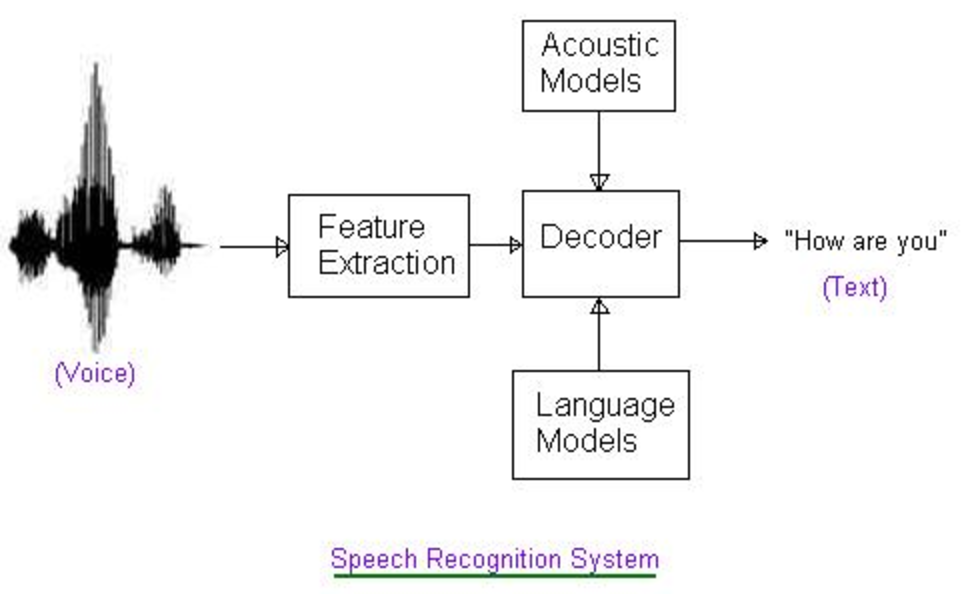 Acoustic
Models
Feature
Extraction
Decoder
"How are you"
(Text)
(Voice)
Language
Models
Speech Recognition System